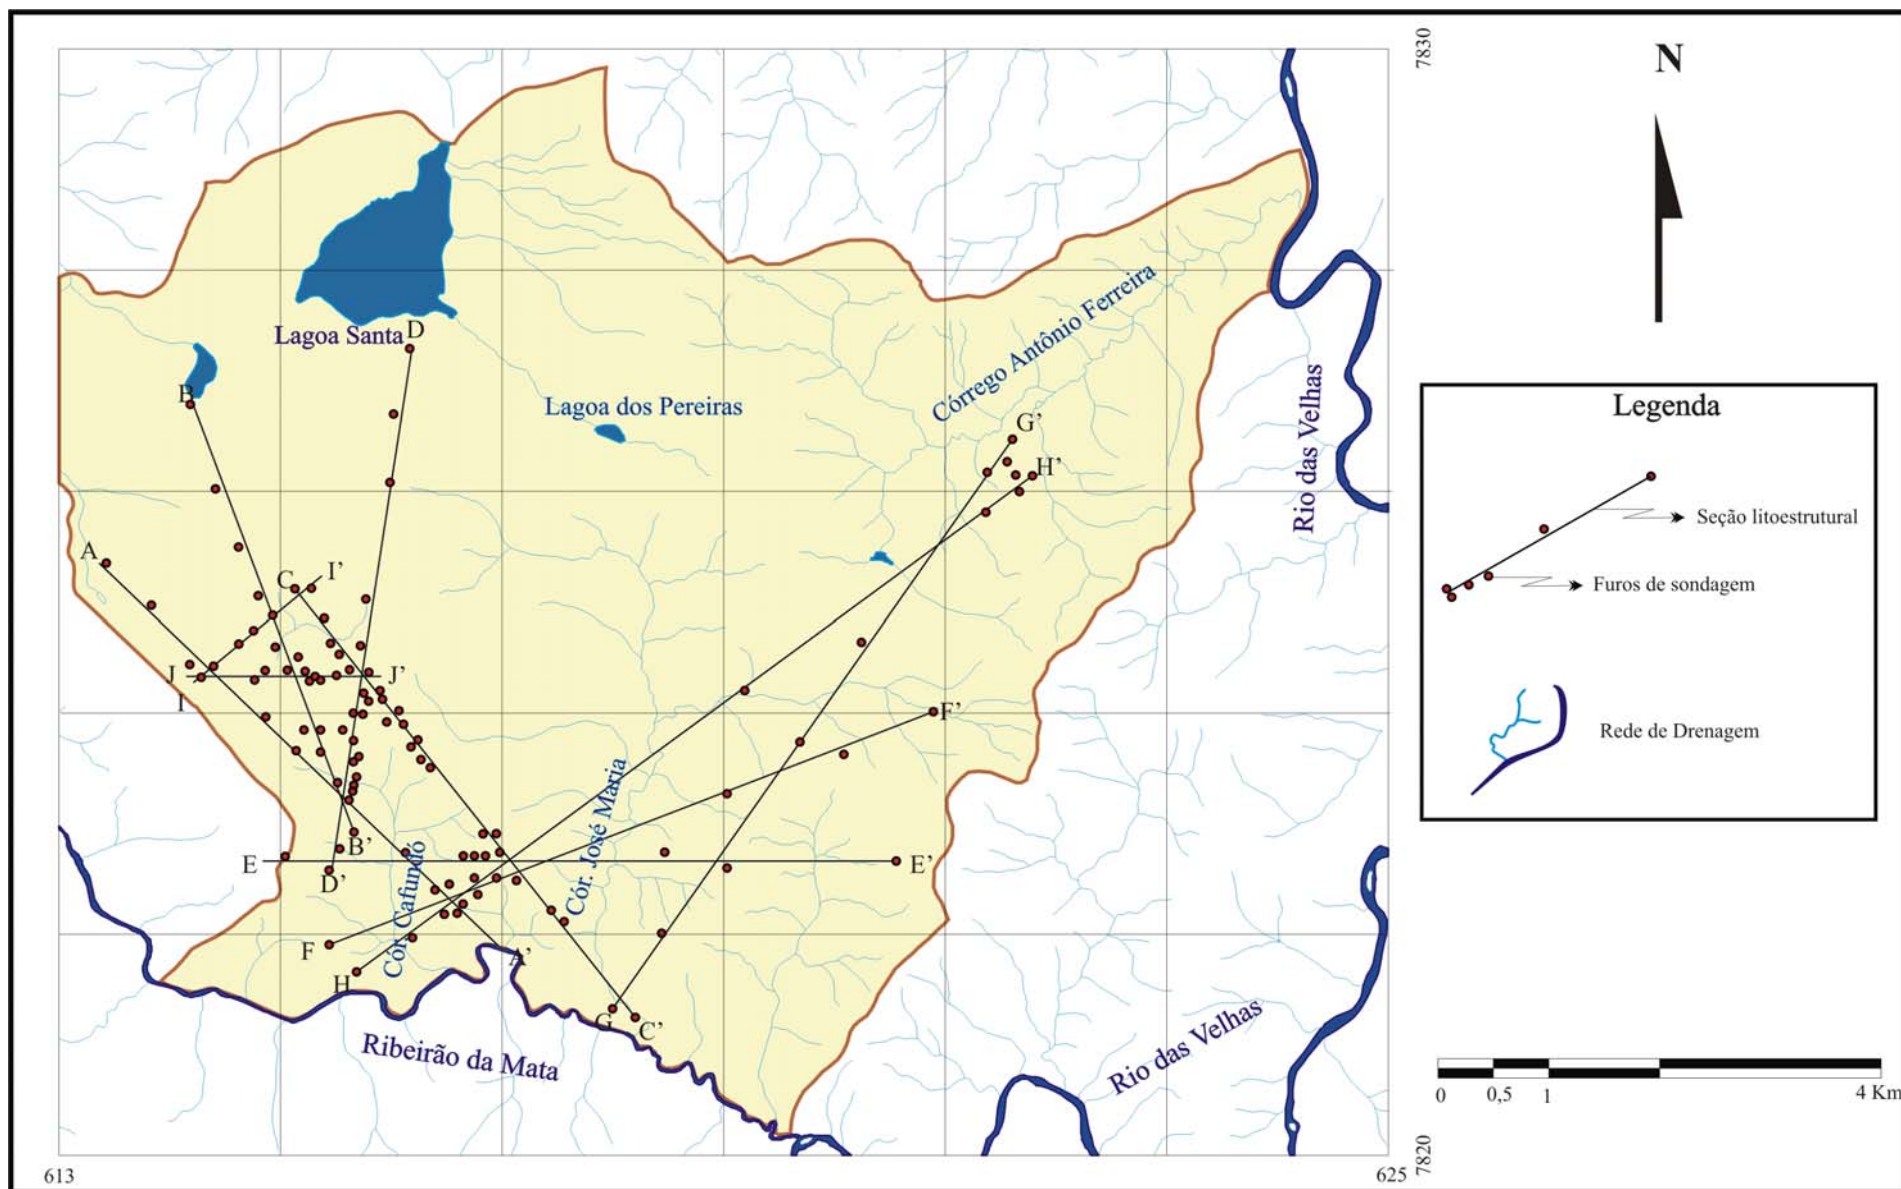 7830
N
Lagoa Santa
D
B
Lagoa dos Pereiras
Córrego Antônio Ferreira
G'
H'
Rio das Velhas
A
C
I'
J
J'
I
F'
Cór. José Maria
Cór. Cafundó
B'
E
E'
D'
F
H
A'
G
C'
Ribeirão da Mata
Rio das Velhas
Legenda
Seção litoestrutural
Furos de sondagem
Rede de Drenagem
0 0,5 1 4 Km
7820
613
625